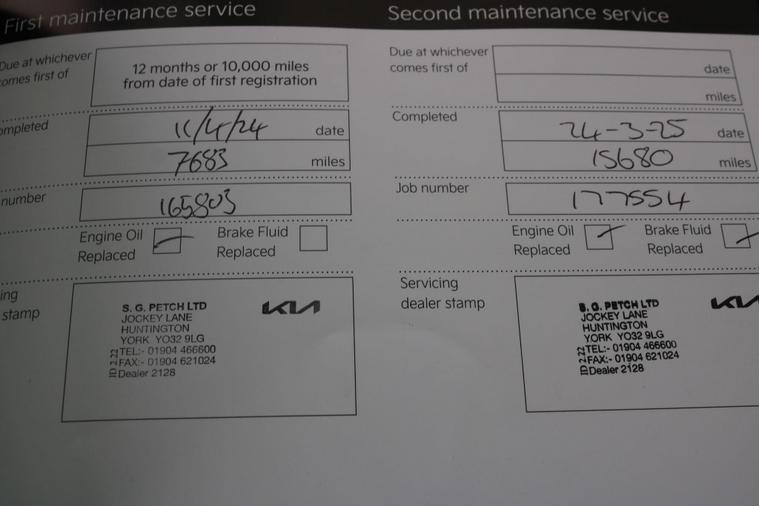 First maintenance service
Due at whichever
comes first of
12 months or 10,000 miles
from date of first registration
ompleted
11/4/24 date
7683 miles
number
165803
Engine Oil
Replaced
Brake Fluid
Replaced
ing
stamp
S. G. PETCH LTD
JOCKEY LANE
HUNTINGTON
YORK YO32 9LG
TEL:- 01904 466600
FAX:- 01904 621024
Dealer 2128
KIA
Second maintenance service
Due at whichever
comes first of
date
miles
Completed
24-3-25 date
15680 miles
Job number
177554
Engine Oil
Replaced
Brake Fluid
Replaced
Servicing
dealer stamp
S. G. PETCH LTD
JOCKEY LANE
HUNTINGTON
YORK YO32 9LG
TEL:- 01904 466600
FAX:- 01904 621024
Dealer 2128
KIA